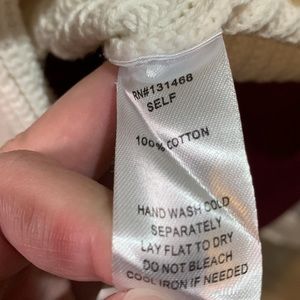 RN#131466
SELF
100% COTTON
HAND WASH COLD
SEPARATELY
LAY FLAT TO DRY
DO NOT BLEACH
COOL IRON IF NEEDED